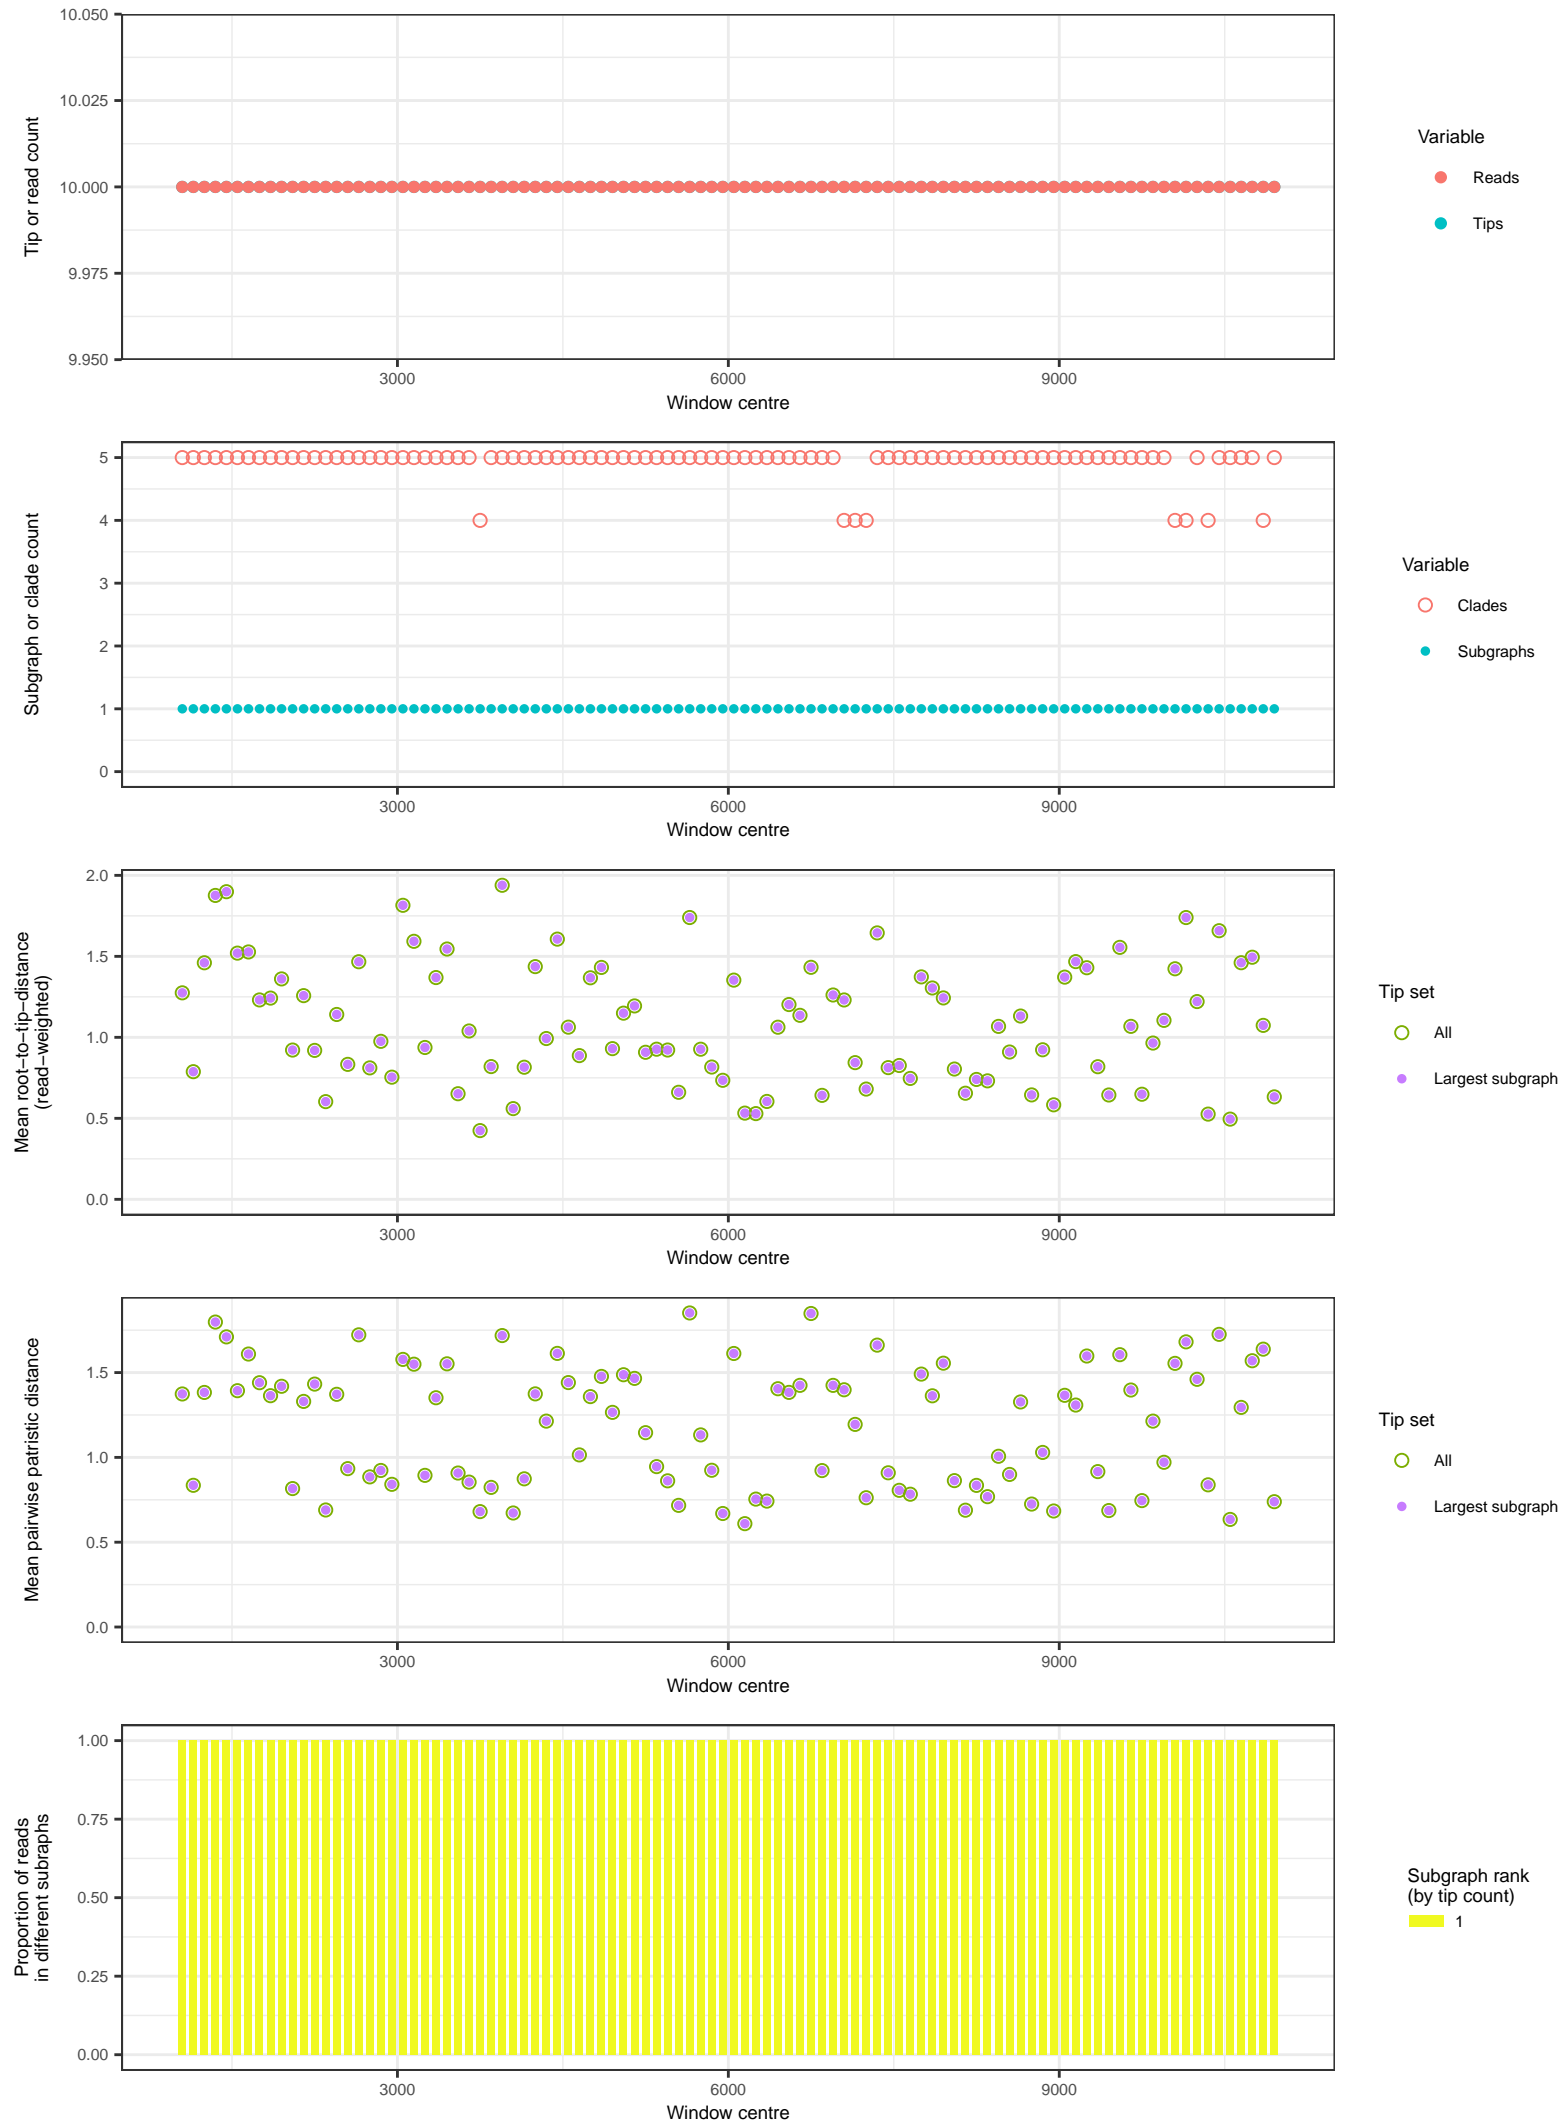 10.050
10.025
10.000
9.975
9.950
Tip or read count
3000 6000 9000
Window centre
Variable
Reads
Tips
5
4
3
2
1
0
Subgraph or clade count
3000 6000 9000
Window centre
Variable
Clades
Subgraphs
2.0
1.5
1.0
0.5
0.0
Mean root−to−tip−distance
(read−weighted)
3000 6000 9000
Window centre
Tip set
All
Largest subgraph
1.5
1.0
0.5
0.0
Mean pairwise patristic distance
3000 6000 9000
Window centre
Tip set
All
Largest subgraph
1.00
0.75
0.50
0.25
0.00
Proportion of reads
in different subraphs
3000 6000 9000
Window centre
Subgraph rank
(by tip count)
1